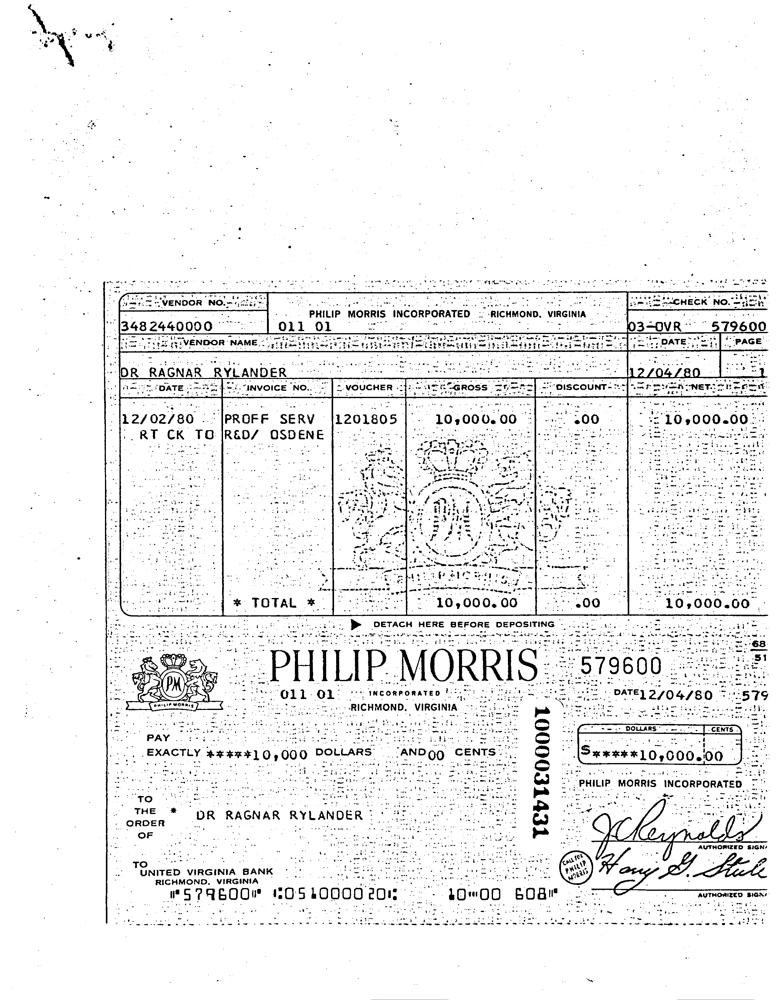 VENDOR NO. CHECK NO.
PHILIP MORRIS INCORPORATED RICHMOND, VIRGINIA
3482440000 011 01 03-OVR 579600
VENDOR NAME DATE PAGE
DR RAGNAR RYLANDER 12/04/80 1
DATE INVOICE NO. VOUCHER GROSS DISCOUNT NET
12/02/80 PROFF SERV 1201805 10,000.00 .00 10,000.00
RT CK TO R&D/ OSDENE
PM
* TOTAL * 10,000.00 .00 10,000.00
DETACH HERE BEFORE DEPOSITING
68
51
PHILIP MORRIS 579600
PM
PHILIP MORRIS
011 01 INCORPORATED DATE 12/04/80 579
RICHMOND, VIRGINIA
1000031431
PAY DOLLARS CENTS
EXACTLY *****10,000 DOLLARS AND 00 CENTS $*****10,000.00
PHILIP MORRIS INCORPORATED
TO
THE * DR RAGNAR RYLANDER
ORDER
OF
JCReynolds
AUTHORIZED SIGN
CALL FOR PHILIP MORRIS
TO
UNITED VIRGINIA BANK
RICHMOND, VIRGINIA
⑈579600⑈ ⑆051000020⑆ 10⑈00 608⑈
AUTHORIZED SIGN